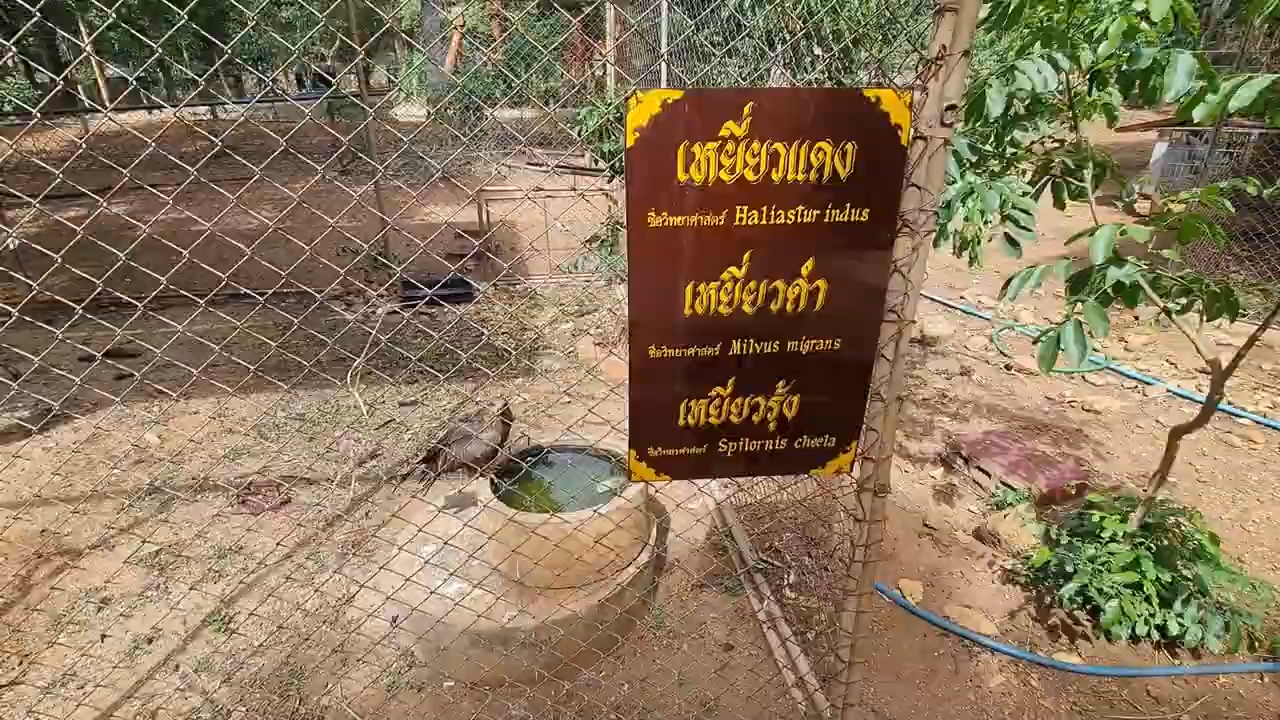 เหยี่ยวแดง
ชื่อวิทยาศาสตร์ Haliastur indus
เหยี่ยวดำ
ชื่อวิทยาศาสตร์ Milvus migrans
เหยี่ยวรุ้ง
ชื่อวิทยาศาสตร์ Spilornis cheela